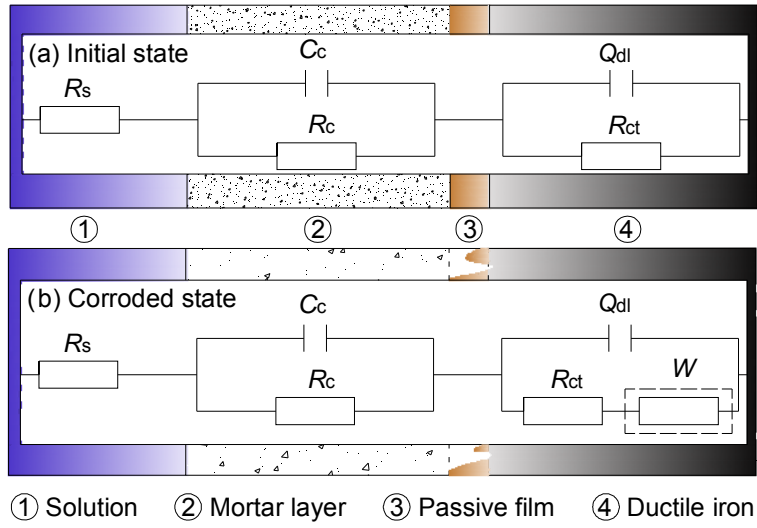 (a) Initial state
Cc
Qdl
Rs
Rc
Rct
① ② ③ ④
(b) Corroded state
Cc
Qdl
Rs
Rc
Rct
W
① Solution ② Mortar layer ③ Passive film ④ Ductile iron